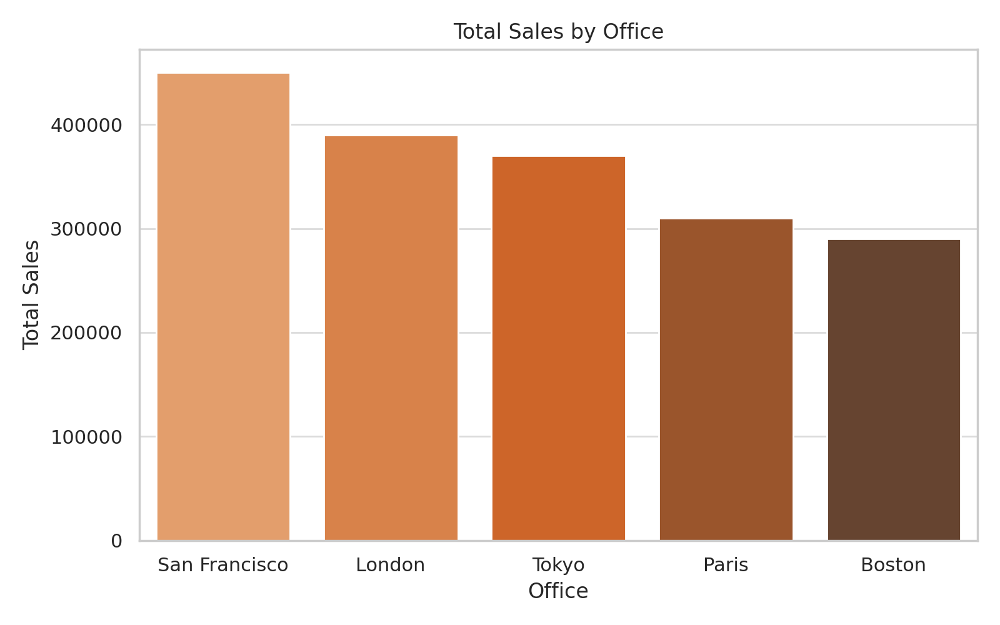 Total Sales by Office
Total Sales
400000
300000
200000
100000
0
San Francisco London Tokyo Paris Boston
Office